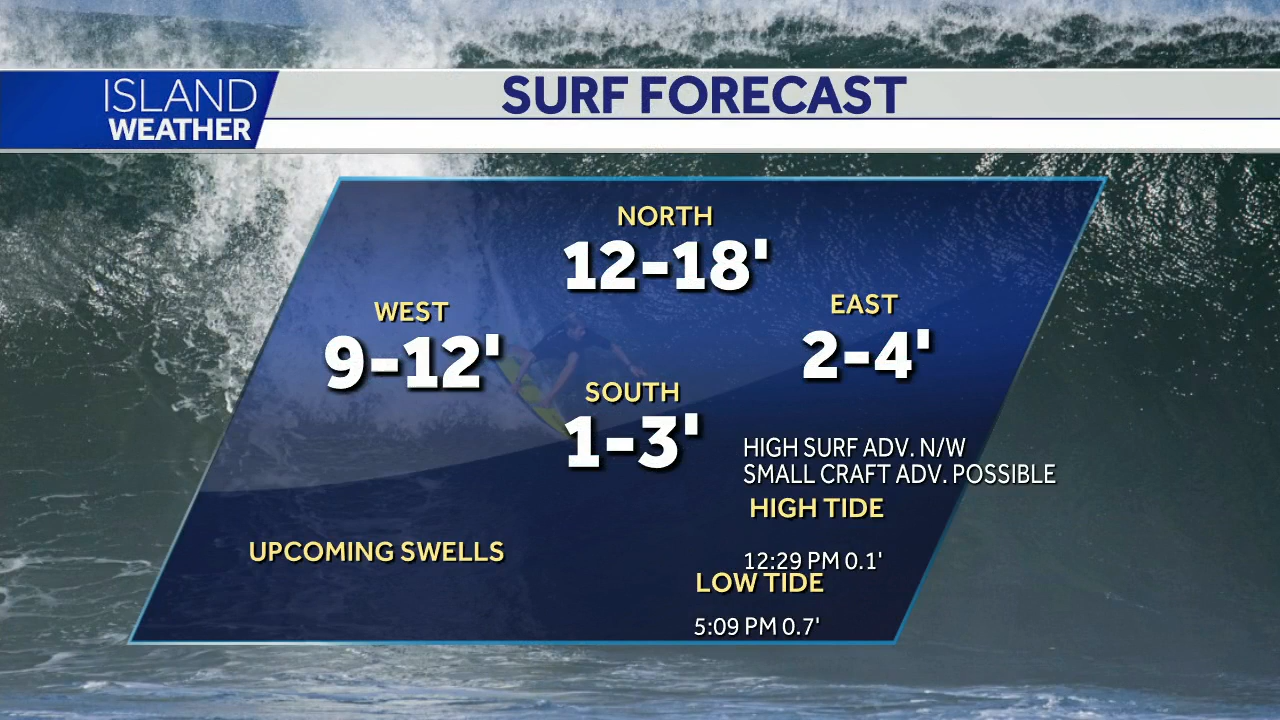 ISLAND
WEATHER
SURF FORECAST
NORTH
12-18'
WEST
9-12'
EAST
2-4'
SOUTH
1-3'
HIGH SURF ADV. N/W
SMALL CRAFT ADV. POSSIBLE
HIGH TIDE
12:29 PM 0.1'
UPCOMING SWELLS
LOW TIDE
5:09 PM 0.7'